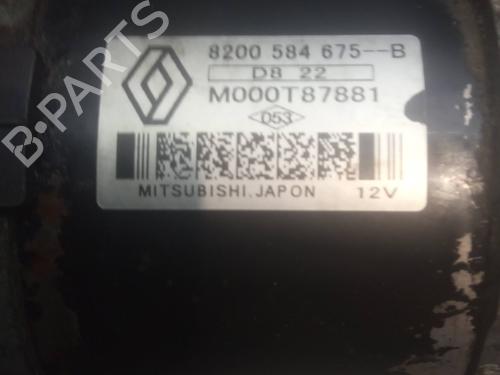 8200 584 675--B
D8 22
M000T87881
D53
MITSUBISHI.JAPON 12V
B-PARTS